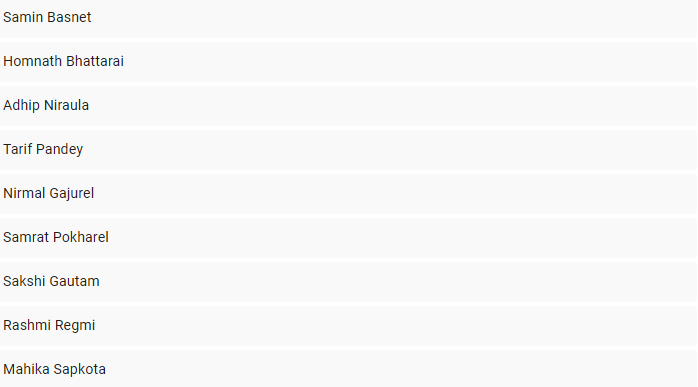 Samin Basnet
Homnath Bhattarai
Adhip Niraula
Tarif Pandey
Nirmal Gajurel
Samrat Pokharel
Sakshi Gautam
Rashmi Regmi
Mahika Sapkota